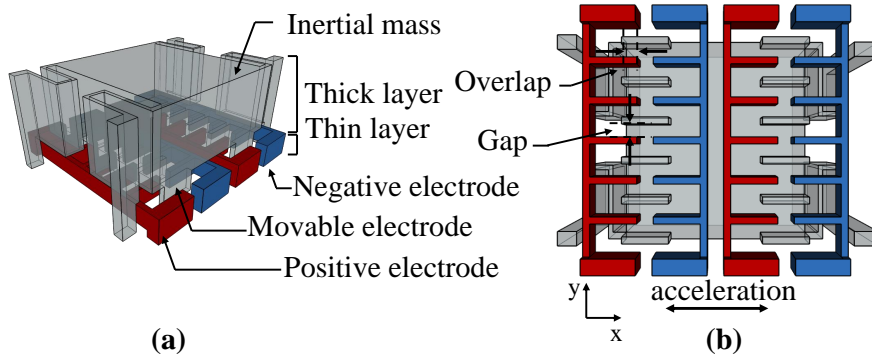 Inertial mass
Thick layer
Thin layer
Negative electrode
Movable electrode
Positive electrode
(a)
Overlap
Gap
y
x
acceleration
(b)